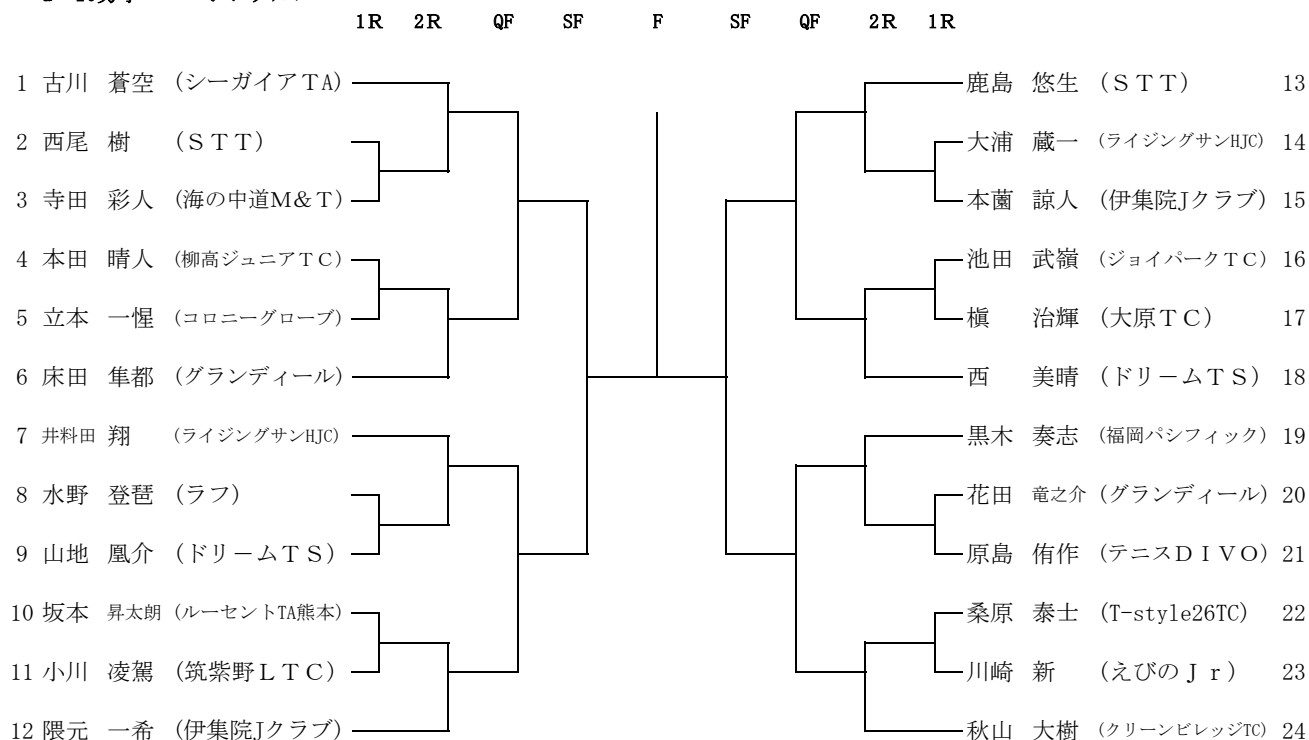 1R 2R QF SF F SF QF 2R 1R
1 古川 蒼空 (シーガイアTA) 鹿島 悠生 (ＳＴＴ) 13
2 西尾 樹 (ＳＴＴ) 大浦 蔵一 (ライジングサンHJC) 14
3 寺田 彩人 (海の中道M＆T) 本薗 諒人 (伊集院Jクラブ) 15
4 本田 晴人 (柳高ジュニアＴＣ) 池田 武嶺 (ジョイパークＴＣ) 16
5 立本 一惺 (コロニーグローブ) 槇 治輝 (大原ＴＣ) 17
6 床田 隼都 (グランディール) 西 美晴 (ドリームＴＳ) 18
7 井料田 翔 (ライジングサンHJC) 黒木 奏志 (福岡パシフィック) 19
8 水野 登琶 (ラフ) 花田 竜之介 (グランディール) 20
9 山地 凰介 (ドリームＴＳ) 原島 侑作 (テニスＤＩＶＯ) 21
10 坂本 昇太朗 (ルーセントTA熊本) 桑原 泰士 (T-style26TC) 22
11 小川 凌駕 (筑紫野ＬＴＣ) 川崎 新 (えびのＪｒ) 23
12 隈元 一希 (伊集院Jクラブ) 秋山 大樹 (クリーンビレッジTC) 24